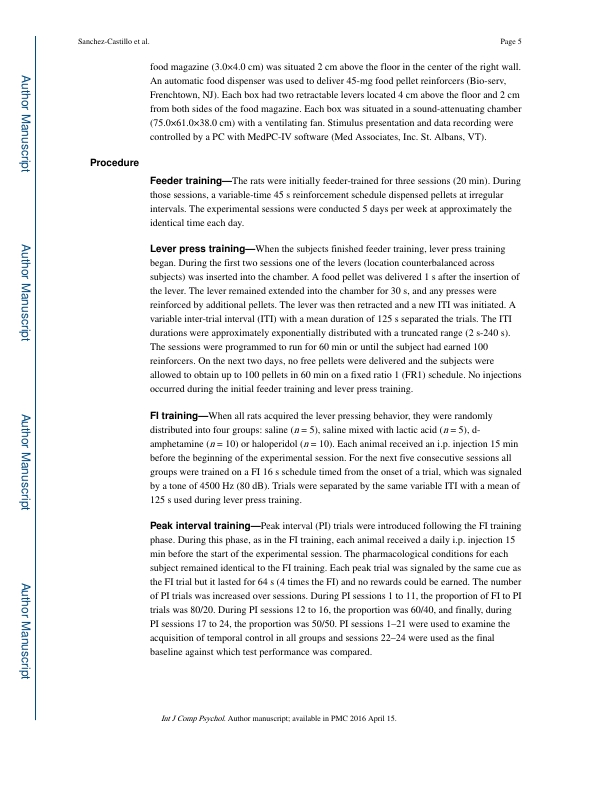 Sanchez-Castillo et al.
Page 5
food magazine (3.0×4.0 cm) was situated 2 cm above the floor in the center of the right wall.
An automatic food dispenser was used to deliver 45-mg food pellet reinforcers (Bio-serv,
Frenchtown, NJ). Each box had two retractable levers located 4 cm above the floor and 2 cm
from both sides of the food magazine. Each box was situated in a sound-attenuating chamber
(75.0×61.0×38.0 cm) with a ventilating fan. Stimulus presentation and data recording were
controlled by a PC with MedPC-IV software (Med Associates, Inc. St. Albans, VT).
Procedure
Feeder training—The rats were initially feeder-trained for three sessions (20 min). During
those sessions, a variable-time 45 s reinforcement schedule dispensed pellets at irregular
intervals. The experimental sessions were conducted 5 days per week at approximately the
identical time each day.
Lever press training—When the subjects finished feeder training, lever press training
began. During the first two sessions one of the levers (location counterbalanced across
subjects) was inserted into the chamber. A food pellet was delivered 1 s after the insertion of
the lever. The lever remained extended into the chamber for 30 s, and any presses were
reinforced by additional pellets. The lever was then retracted and a new ITI was initiated. A
variable inter-trial interval (ITI) with a mean duration of 125 s separated the trials. The ITI
durations were approximately exponentially distributed with a truncated range (2 s-240 s).
The sessions were programmed to run for 60 min or until the subject had earned 100
reinforcers. On the next two days, no free pellets were delivered and the subjects were
allowed to obtain up to 100 pellets in 60 min on a fixed ratio 1 (FR1) schedule. No injections
occurred during the initial feeder training and lever press training.
FI training—When all rats acquired the lever pressing behavior, they were randomly
distributed into four groups: saline (n = 5), saline mixed with lactic acid (n = 5), d-
amphetamine (n = 10) or haloperidol (n = 10). Each animal received an i.p. injection 15 min
before the beginning of the experimental session. For the next five consecutive sessions all
groups were trained on a FI 16 s schedule timed from the onset of a trial, which was signaled
by a tone of 4500 Hz (80 dB). Trials were separated by the same variable ITI with a mean of
125 s used during lever press training.
Peak interval training—Peak interval (PI) trials were introduced following the FI training
phase. During this phase, as in the FI training, each animal received a daily i.p. injection 15
min before the start of the experimental session. The pharmacological conditions for each
subject remained identical to the FI training. Each peak trial was signaled by the same cue as
the FI trial but it lasted for 64 s (4 times the FI) and no rewards could be earned. The number
of PI trials was increased over sessions. During PI sessions 1 to 11, the proportion of FI to PI
trials was 80/20. During PI sessions 12 to 16, the proportion was 60/40, and finally, during
PI sessions 17 to 24, the proportion was 50/50. PI sessions 1–21 were used to examine the
acquisition of temporal control in all groups and sessions 22–24 were used as the final
baseline against which test performance was compared.
Int J Comp Psychol. Author manuscript; available in PMC 2016 April 15.
Author Manuscript
Author Manuscript
Author Manuscript
Author Manuscript